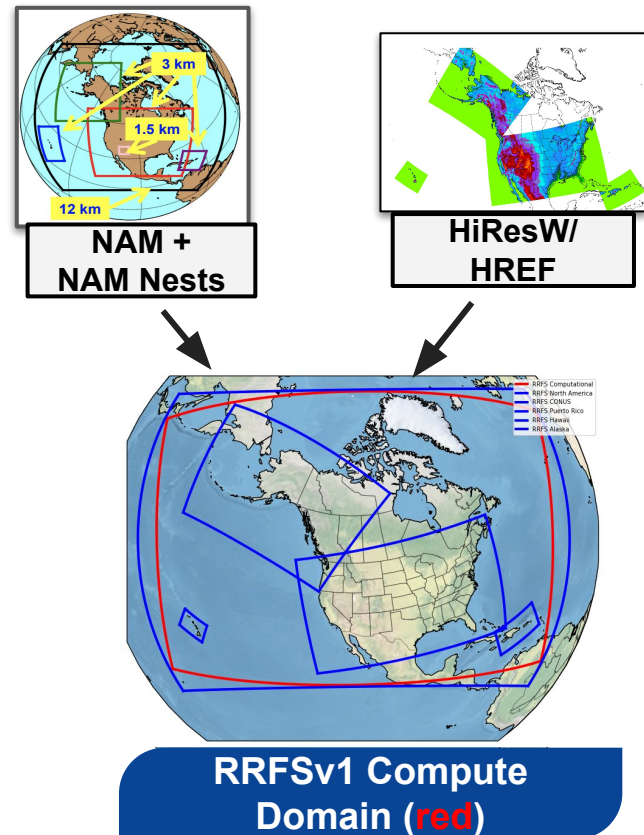 3 km
1.5 km
12 km
NAM +
NAM Nests
HiResW/
HREF
RRFS Computational
RRFS North America
RRFS CONUS
RRFS Puerto Rico
RRFS Hawaii
RRFS Alaska
RRFSv1 Compute
Domain (red)